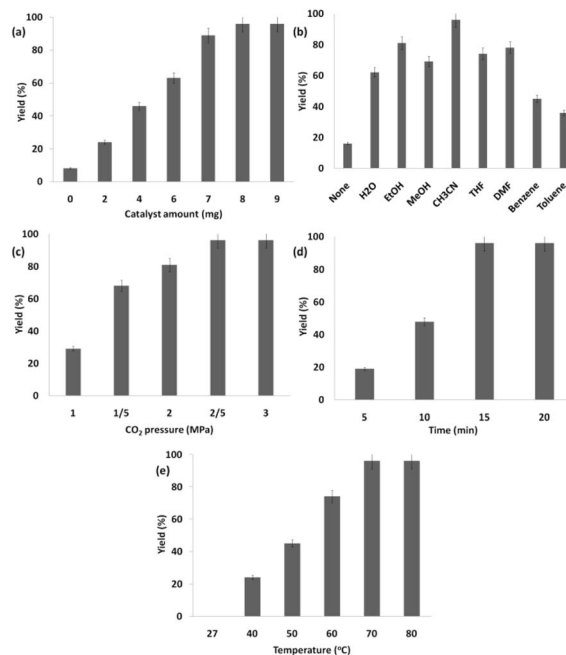 (a)
Yield (%)
100
80
60
40
20
0
0 2 4 6 7 8 9
Catalyst amount (mg)
(b)
Yield (%)
100
80
60
40
20
0
None H2O EtOH MeOH CH3CN THF DMF Benzene Toluene
(c)
Yield (%)
100
80
60
40
20
0
1 1/5 2 2/5 3
CO₂ pressure (MPa)
(d)
Yield (%)
100
80
60
40
20
0
5 10 15 20
Time (min)
(e)
Yield (%)
100
80
60
40
20
0
27 40 50 60 70 80
Temperature (°C)